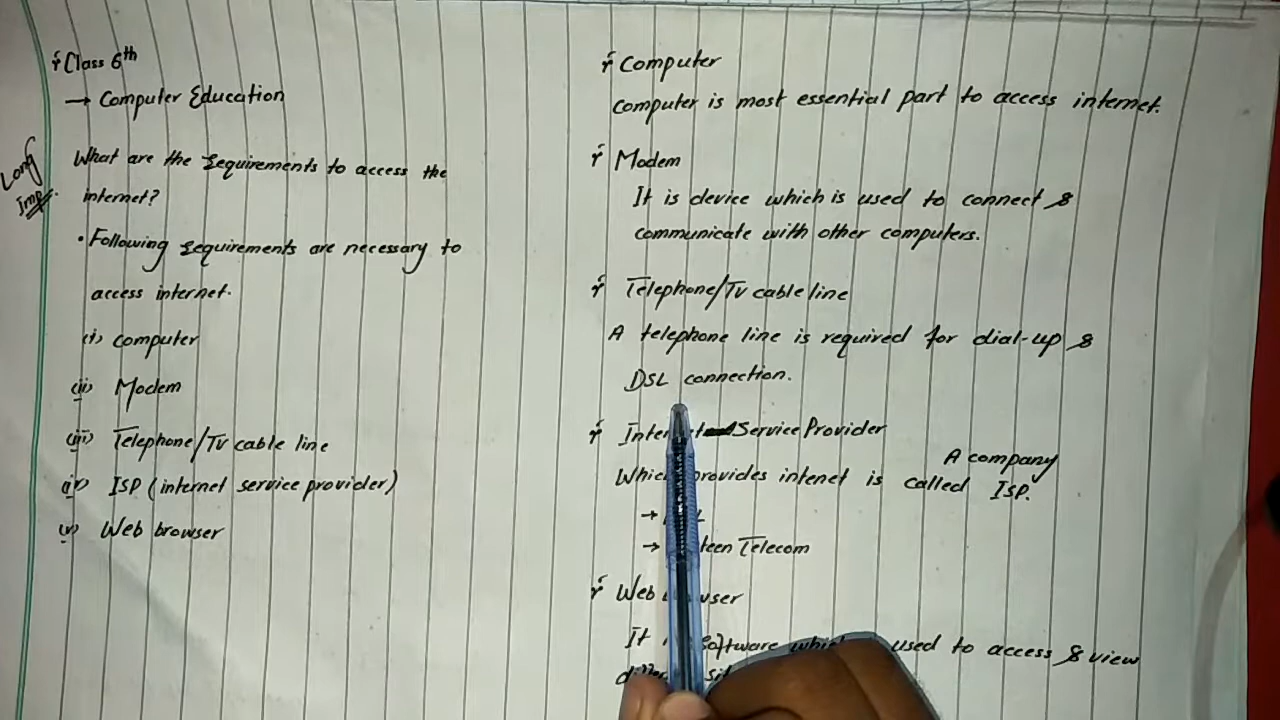 Class 6th
→ Computer Education
Long
Imp.
What are the requirements to access the
internet?
• Following requirements are necessary to
access internet.
(i) computer
(ii) Modem
(iii) Telephone/Tv cable line
(iv) ISP (internet service provider)
(v) Web browser
Computer
computer is most essential part to access internet.
Modem
It is device which is used to connect &
communicate with other computers.
Telephone/Tv cable line
A telephone line is required for dial-up &
DSL connection.
Service Provider
A company
Which provides intenet is called ISP.
→
→ Telecom
Web
It software which used to access & view